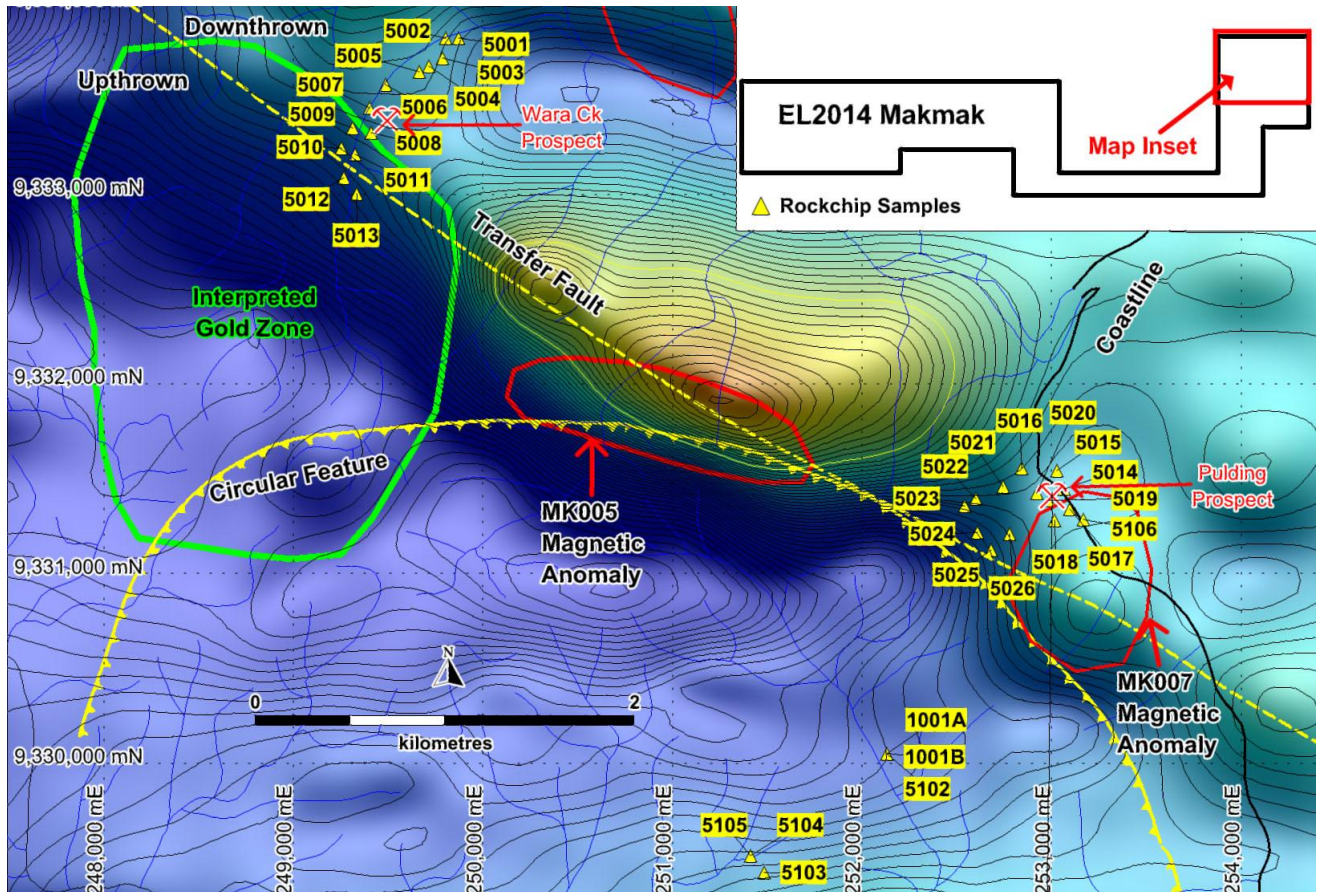 Downthrown
Upthrown
5002
5001
5005
5003
5007
5004
5006
5009
Wara Ck
Prospect
5008
5010
5011
9,333,000 mN
5012
5013
EL2014 Makmak
Map Inset
Rockchip Samples
Transfer Fault
Coastline
Interpreted
Gold Zone
9,332,000 mN
Circular Feature
5016
5020
5021
5015
5022
5014
Pulding
Prospect
5023
5019
5024
5106
MK005
Magnetic
Anomaly
5018
5017
5025
5026
9,331,000 mN
N
0
2
kilometres
MK007
Magnetic
Anomaly
1001A
1001B
5102
9,330,000 mN
5105
5104
5103
248,000 mE
249,000 mE
250,000 mE
251,000 mE
252,000 mE
253,000 mE
254,000 mE